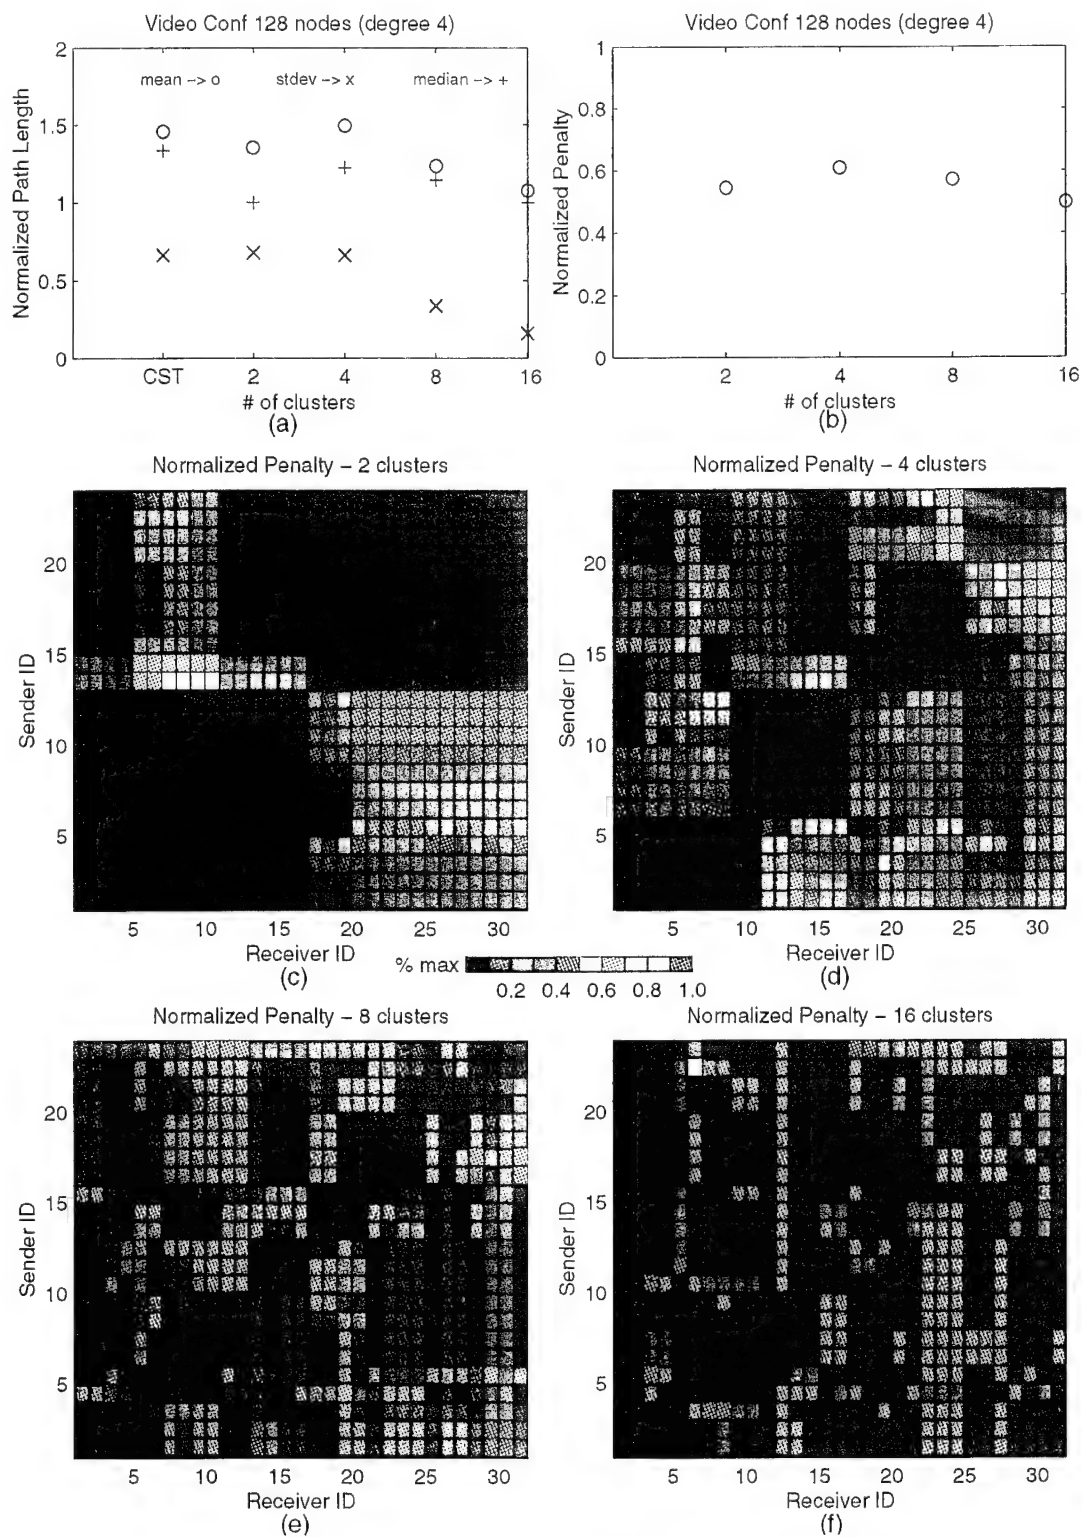 Video Conf 128 nodes (degree 4)
2
1.5
1
0.5
0
Normalized Path Length
mean -> o
stdev -> x
median -> +
CST
2
4
8
16
# of clusters
(a)
Video Conf 128 nodes (degree 4)
1
0.8
0.6
0.4
0.2
0
Normalized Penalty
2
4
8
16
# of clusters
(b)
Normalized Penalty – 2 clusters
20
15
10
5
Sender ID
5
10
15
20
25
30
Receiver ID
(c)
Normalized Penalty – 4 clusters
20
15
10
5
Sender ID
5
10
15
20
25
30
Receiver ID
(d)
% max
0.2
0.4
0.6
0.8
1.0
Normalized Penalty – 8 clusters
20
15
10
5
Sender ID
5
10
15
20
25
30
Receiver ID
(e)
Normalized Penalty – 16 clusters
20
15
10
5
Sender ID
5
10
15
20
25
30
Receiver ID
(f)